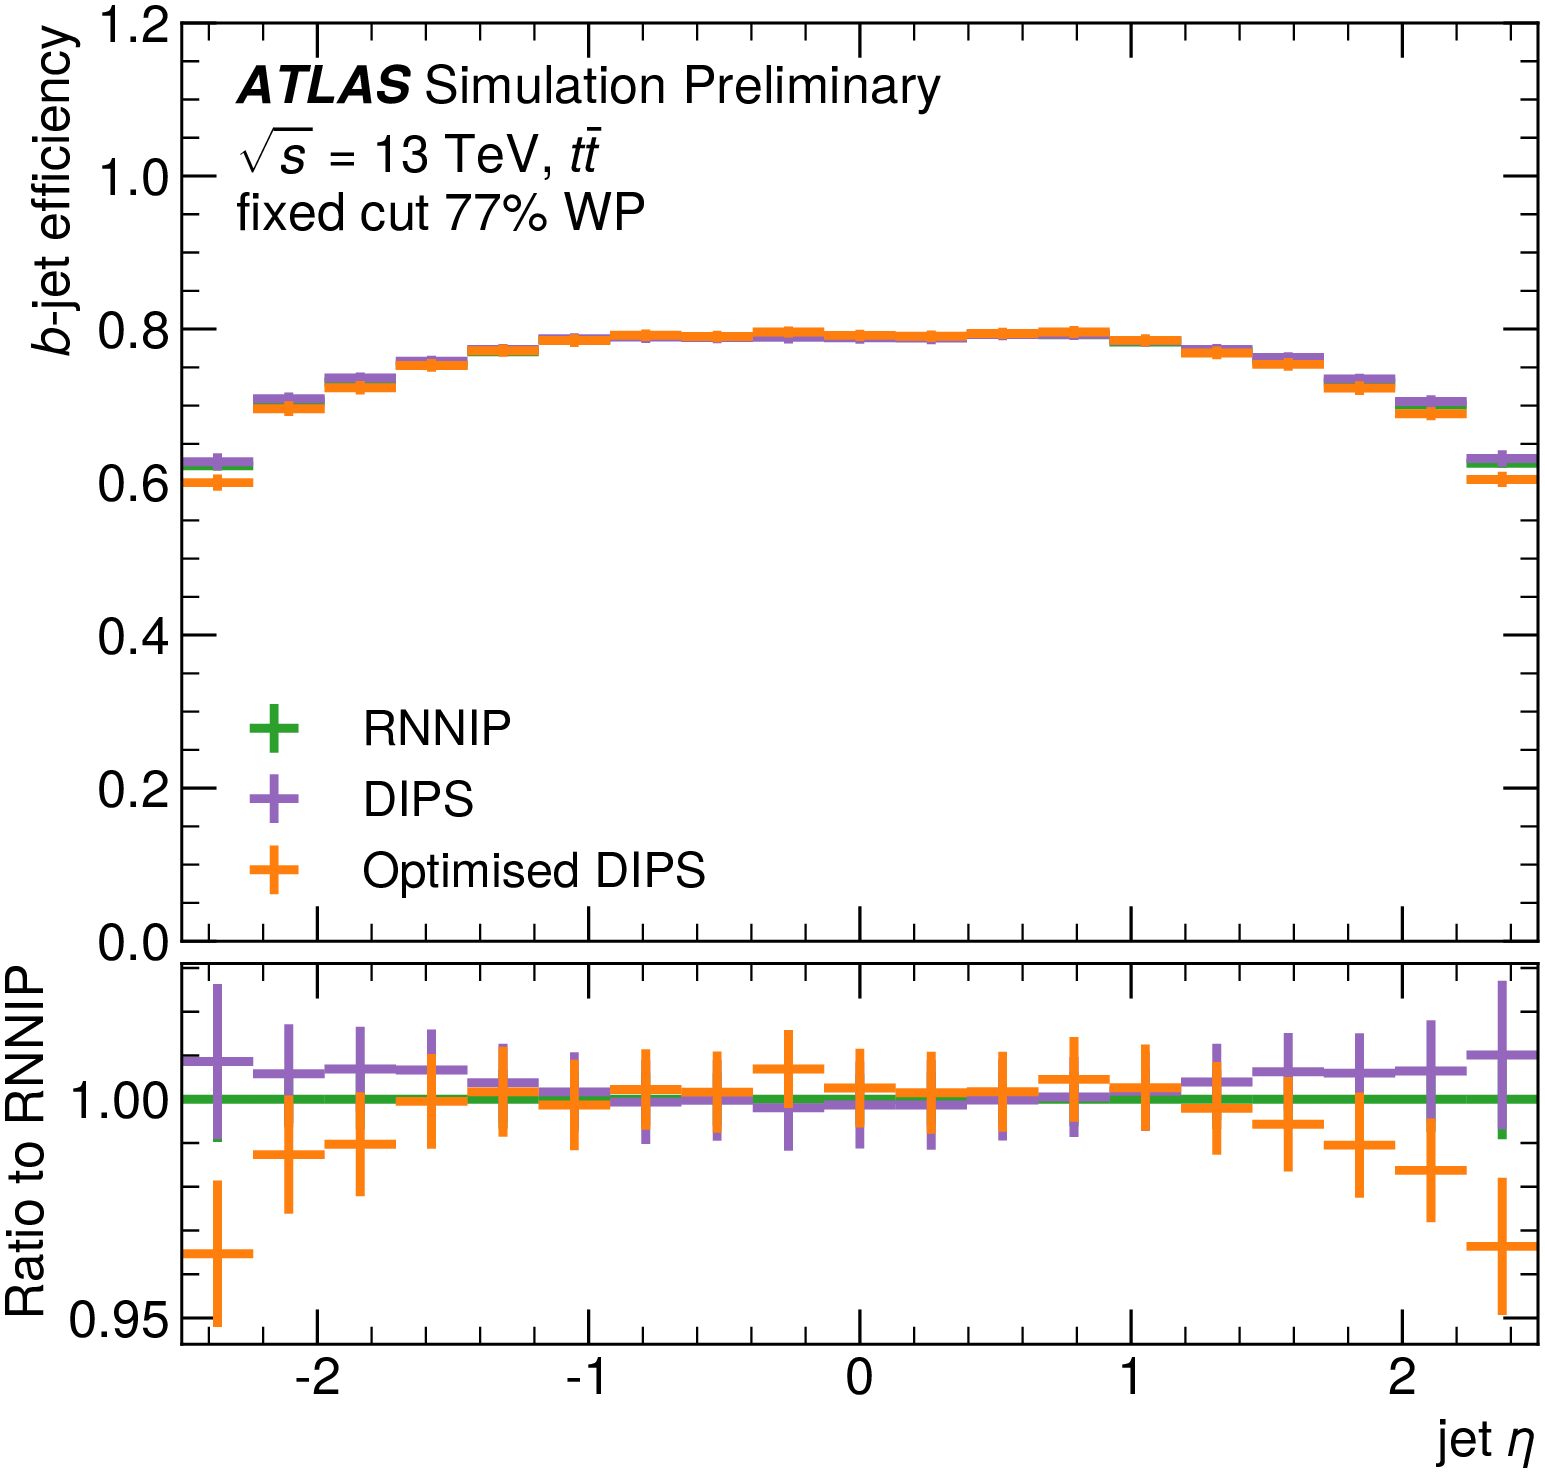 b-jet efficiency
1.2
1.0
0.8
0.6
0.4
0.2
0.0
ATLAS Simulation Preliminary
√s = 13 TeV, tt̄
fixed cut 77% WP
RNNIP
DIPS
Optimised DIPS
Ratio to RNNIP
1.00
0.95
-2 -1 0 1 2
jet η